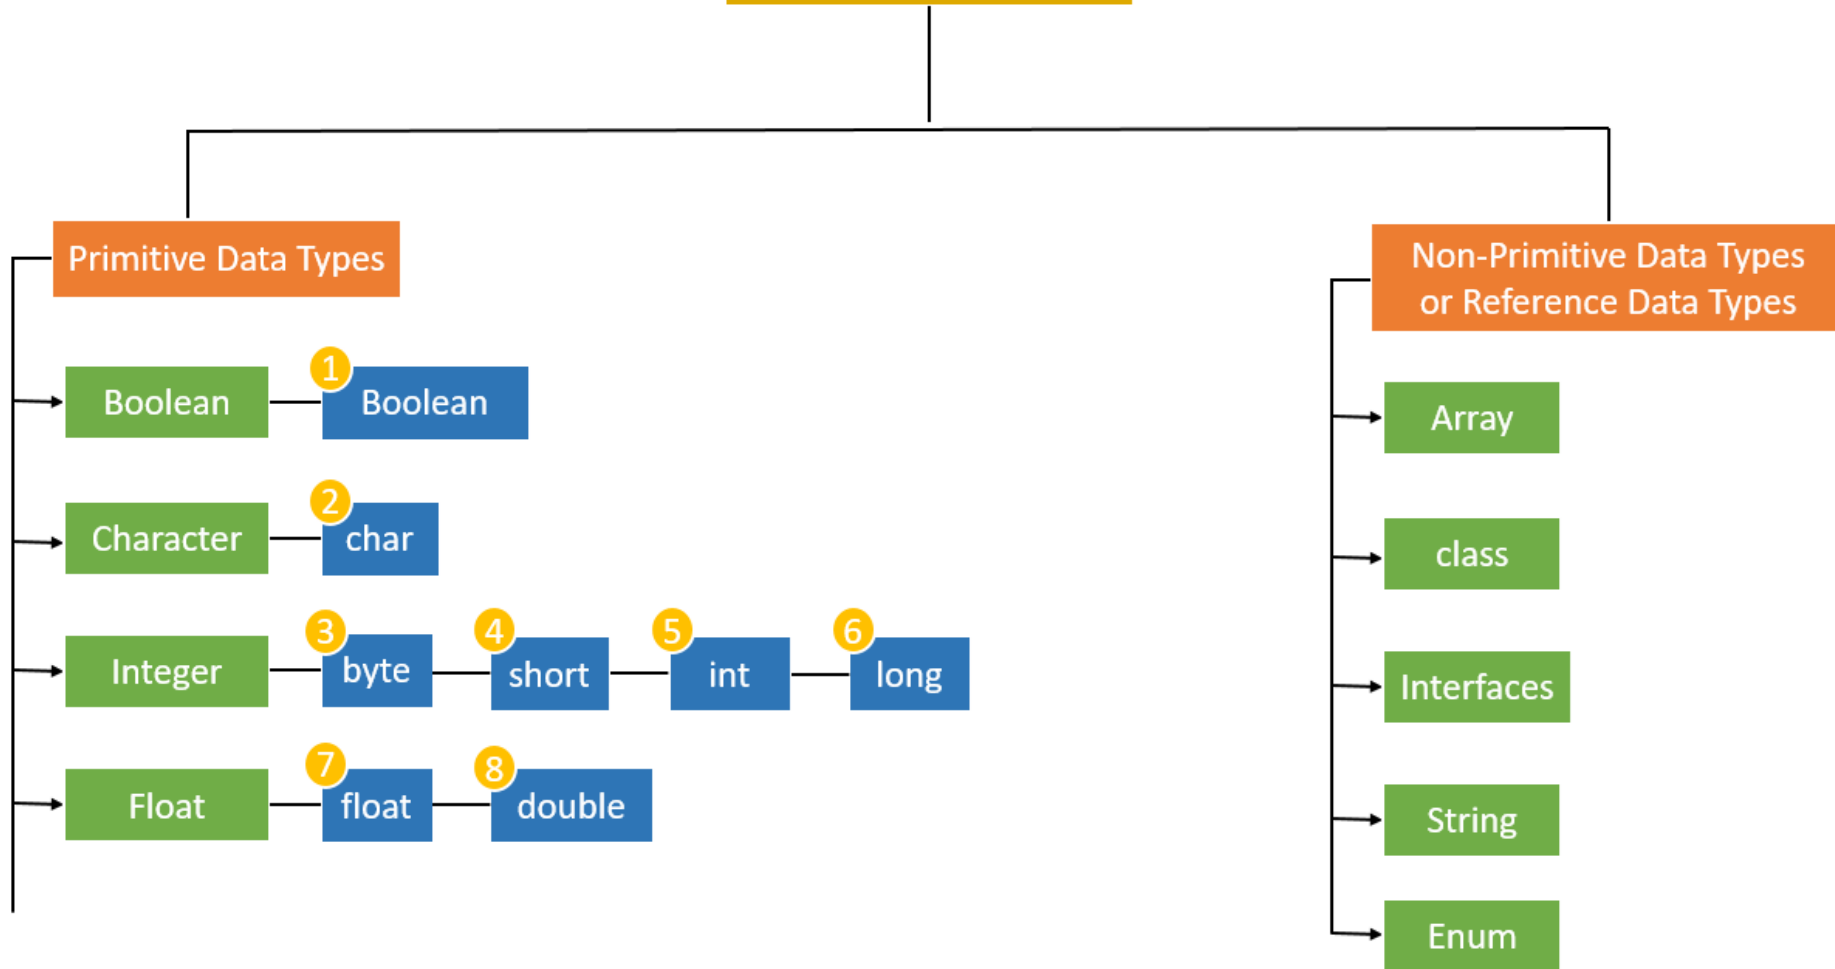 Primitive Data Types
Non-Primitive Data Types
or Reference Data Types
1
Boolean
Boolean
Array
2
Character
char
class
3
4
5
6
Integer
byte
short
int
long
Interfaces
7
8
Float
float
double
String
Enum